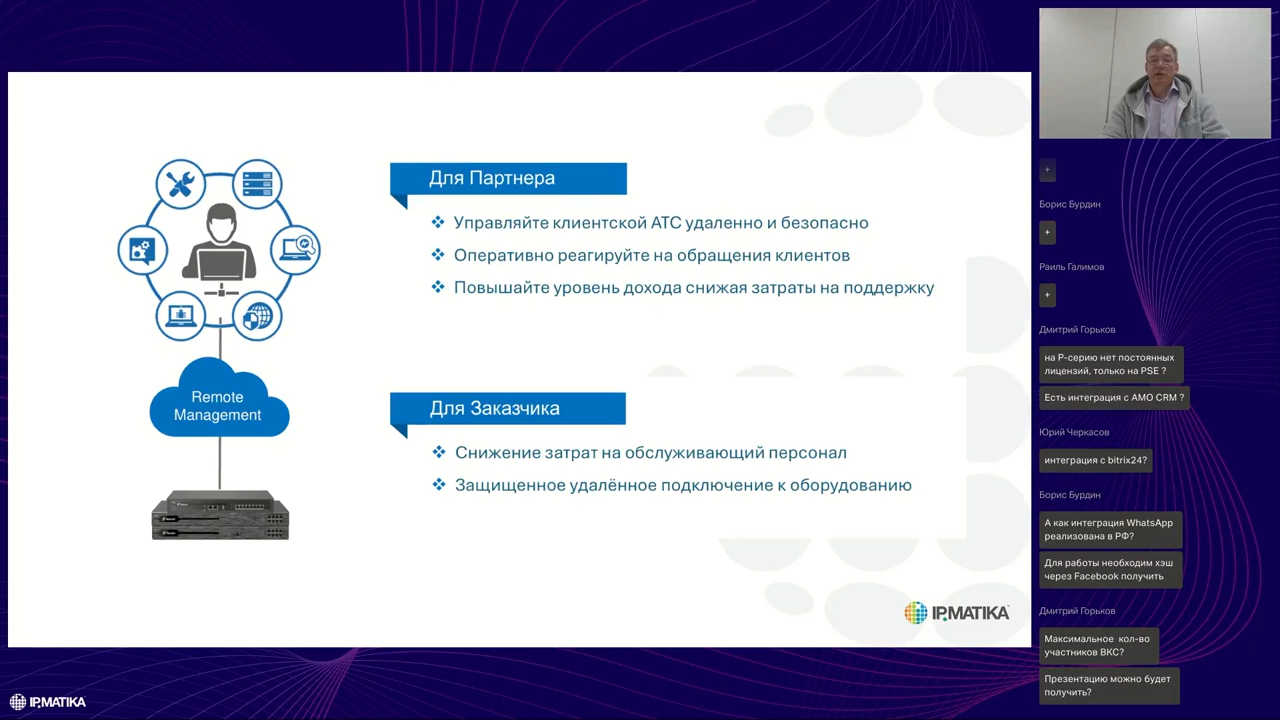 Для Партнера
Управляйте клиентской АТС удаленно и безопасно
Оперативно реагируйте на обращения клиентов
Повышайте уровень дохода снижая затраты на поддержку
Remote
Management
Для Заказчика
Снижение затрат на обслуживающий персонал
Защищенное удалённое подключение к оборудованию
IPMATIKA
IPMATIKA
+
Борис Бурдин
+
Раиль Галимов
+
Дмитрий Горьков
на P-серию нет постоянных
лицензий, только на PSE ?
Есть интеграция с AMO CRM ?
Юрий Черкасов
интеграция с bitrix24?
Борис Бурдин
А как интеграция WhatsApp
реализована в РФ?
Для работы необходим хэш
через Facebook получить
Дмитрий Горьков
Максимальное кол-во
участников ВКС?
Презентацию можно будет
получить?